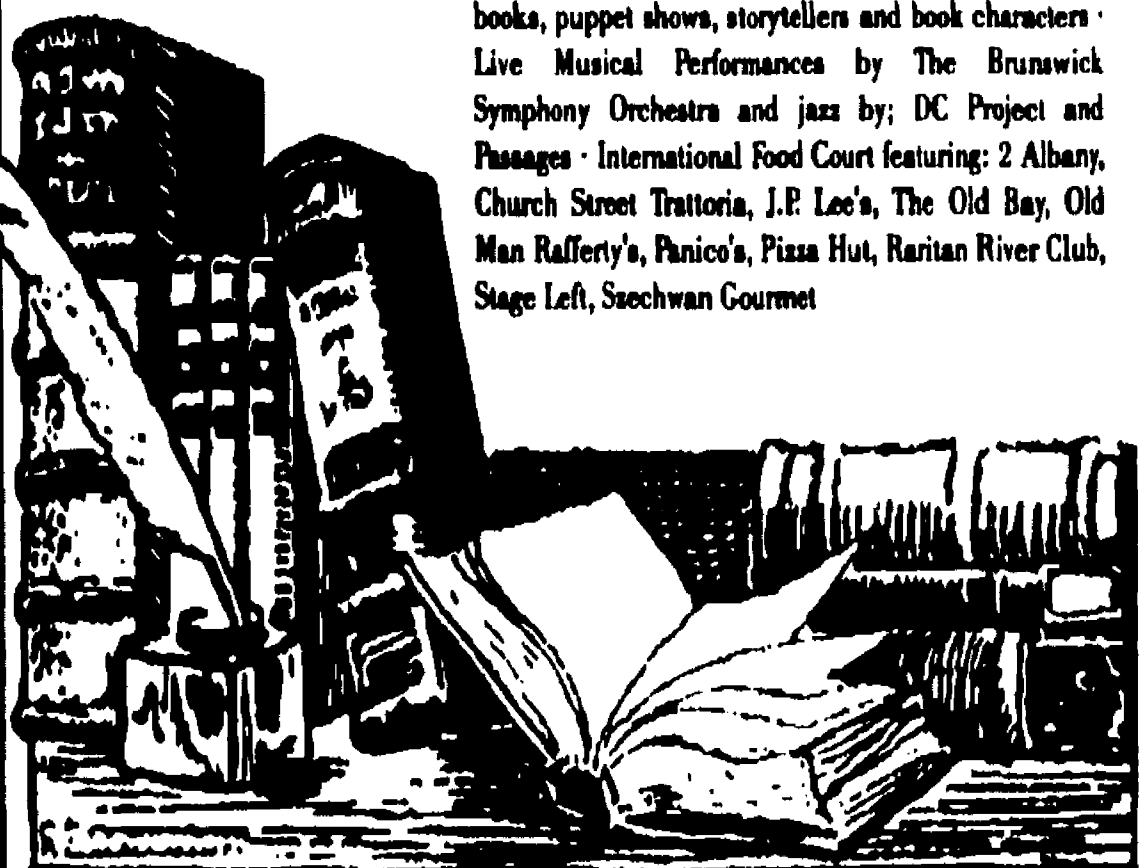 books, puppet shows, storytellers and book characters ·
Live Musical Performances by The Brunswick
Symphony Orchestra and jazz by; DC Project and
Passages · International Food Court featuring: 2 Albany,
Church Street Trattoria, J.P. Lee's, The Old Bay, Old
Man Rafferty's, Panico's, Pizza Hut, Raritan River Club,
Stage Left, Szechwan Gourmet